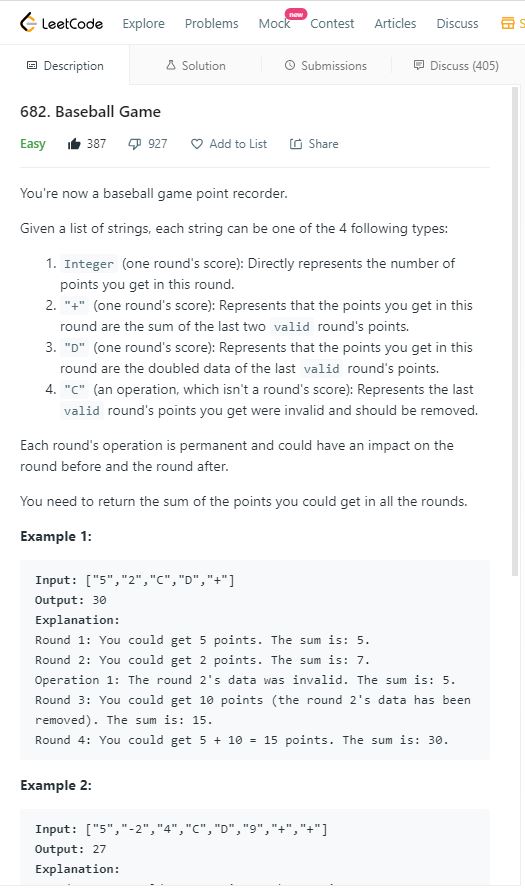 LeetCode Explore Problems Mock new Contest Articles Discuss S
Description Solution Submissions Discuss (405)
682. Baseball Game
Easy 387 927 Add to List Share
You're now a baseball game point recorder.
Given a list of strings, each string can be one of the 4 following types:
1. Integer (one round's score): Directly represents the number of
points you get in this round.
2. "+" (one round's score): Represents that the points you get in this
round are the sum of the last two valid round's points.
3. "D" (one round's score): Represents that the points you get in this
round are the doubled data of the last valid round's points.
4. "C" (an operation, which isn't a round's score): Represents the last
valid round's points you get were invalid and should be removed.
Each round's operation is permanent and could have an impact on the
round before and the round after.
You need to return the sum of the points you could get in all the rounds.
Example 1:
Input: ["5","2","C","D","+"]
Output: 30
Explanation:
Round 1: You could get 5 points. The sum is: 5.
Round 2: You could get 2 points. The sum is: 7.
Operation 1: The round 2's data was invalid. The sum is: 5.
Round 3: You could get 10 points (the round 2's data has been
removed). The sum is: 15.
Round 4: You could get 5 + 10 = 15 points. The sum is: 30.
Example 2:
Input: ["5","-2","4","C","D","9","+","+"]
Output: 27
Explanation: